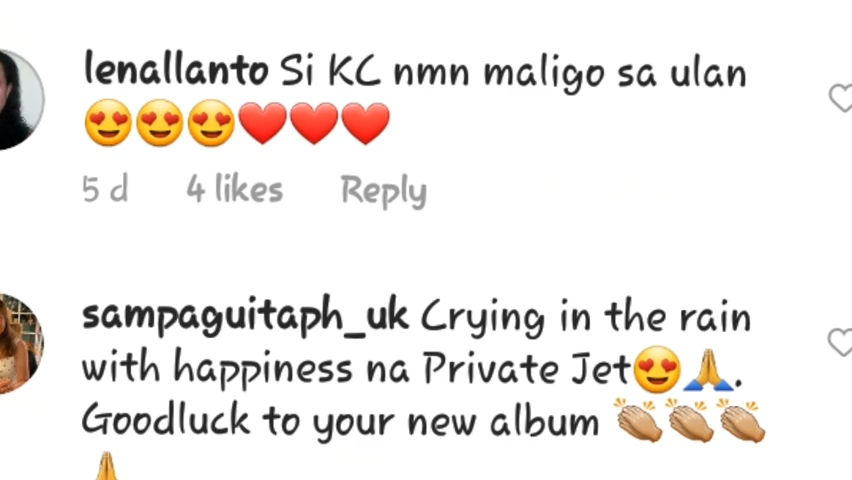 lenallanto Si KC nmn maligo sa ulan
😍😍😍❤️❤️❤️
5 d 4 likes Reply
sampaguitaph_uk Crying in the rain
with happiness na Private Jet😍🙏.
Goodluck to your new album 👏🏼👏🏼👏🏼
🙏